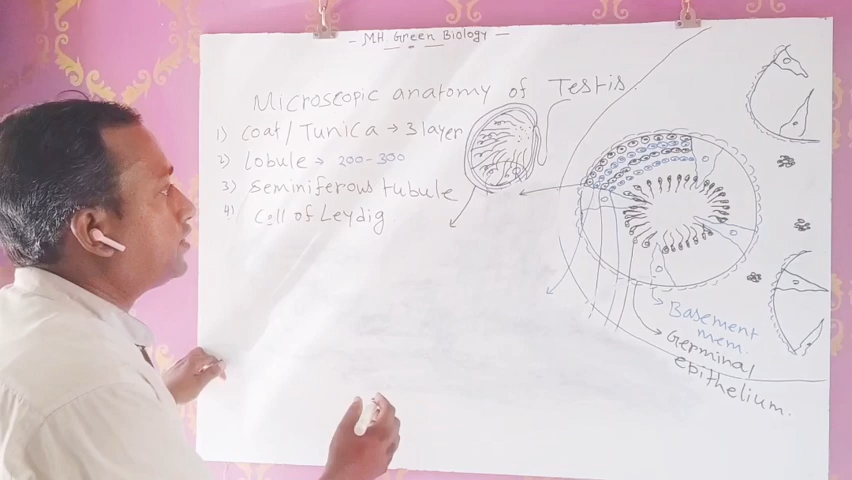 - MH. Green Biology -
Microscopic anatomy of Testis.
1) Coat / Tunica → 3 layer
2) Lobule → 200-300
3) Seminiferous tubule
4) Cell of Leydig.
Basement
mem.
Germinal
epithelium.